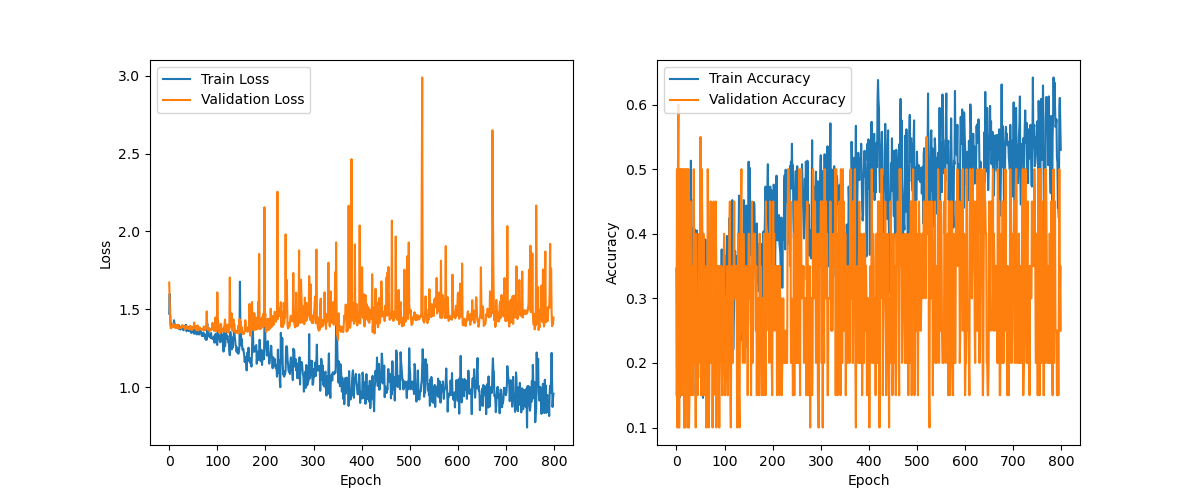 Train Loss
Validation Loss
3.0
2.5
2.0
1.5
1.0
Loss
0 100 200 300 400 500 600 700 800
Epoch
Train Accuracy
Validation Accuracy
0.6
0.5
0.4
0.3
0.2
0.1
Accuracy
0 100 200 300 400 500 600 700 800
Epoch